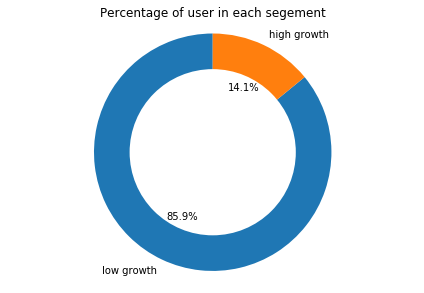 Percentage of user in each segement
high growth
14.1%
85.9%
low growth